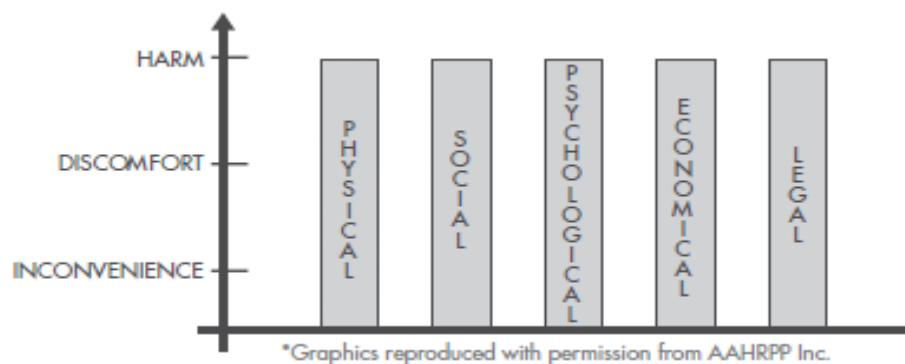 HARM
DISCOMFORT
INCONVENIENCE
PHYSICAL
SOCIAL
PSYCHOLOGICAL
ECONOMICAL
LEGAL
*Graphics reproduced with permission from AAHRPP Inc.